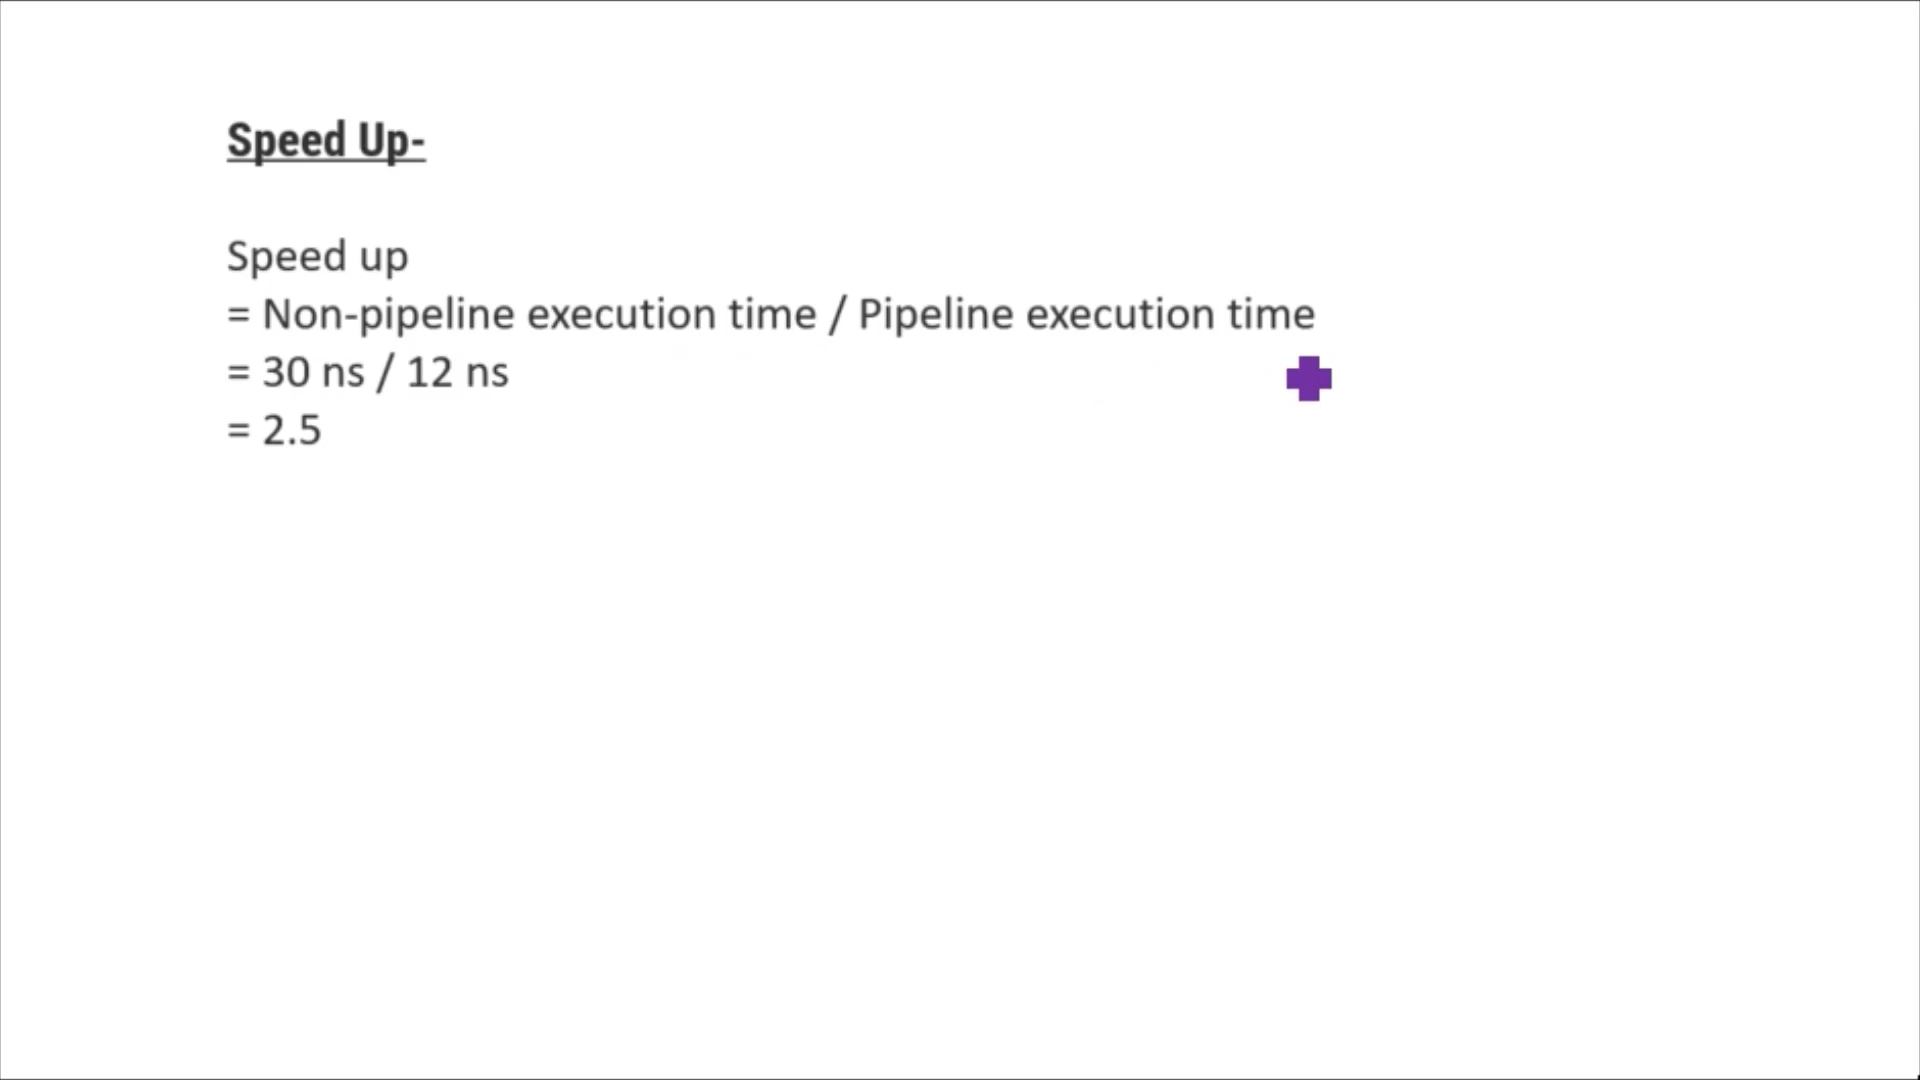 Speed Up-
Speed up
= Non-pipeline execution time / Pipeline execution time
= 30 ns / 12 ns
= 2.5